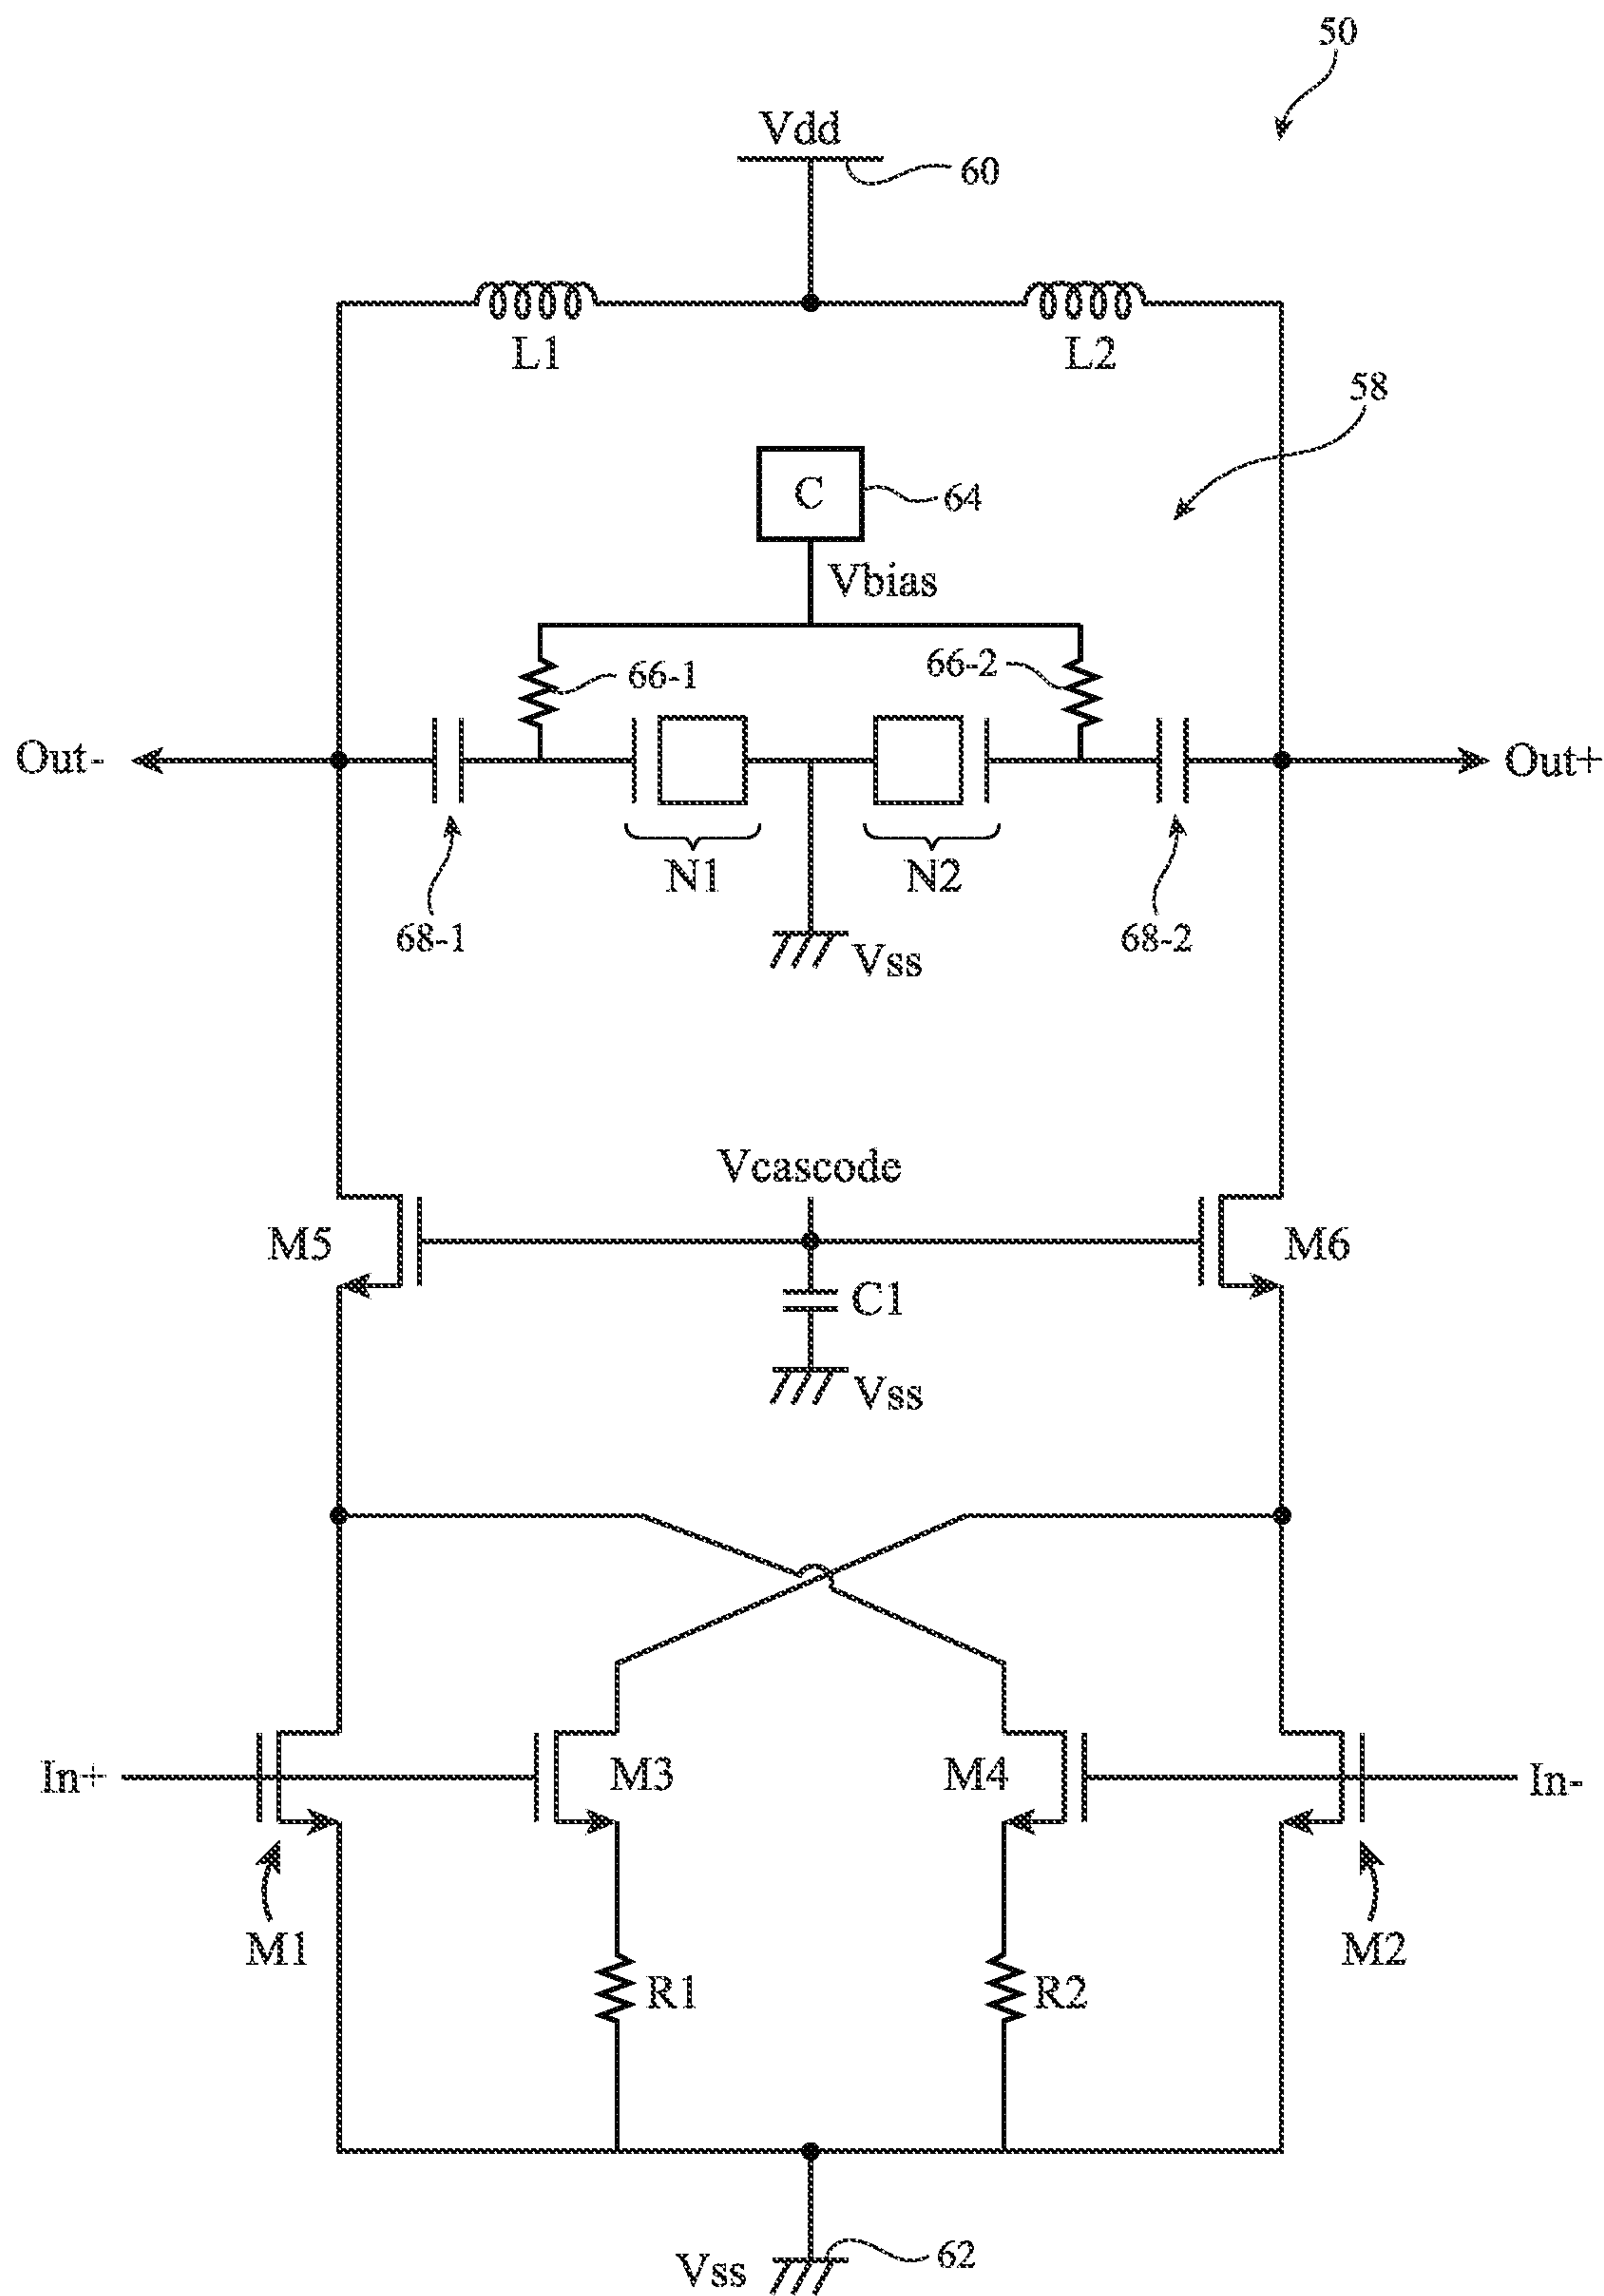 50
Vdd
60
L1
L2
58
C
64
Vbias
66-1
66-2
Out-
Out+
N1
N2
68-1
68-2
Vss
Vcascode
M5
M6
C1
Vss
In+
M3
M4
In-
M1
M2
R1
R2
Vss
62